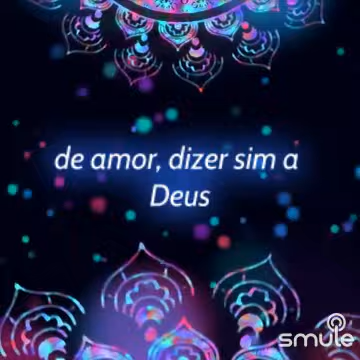 de amor, dizer sim a
Deus
smule